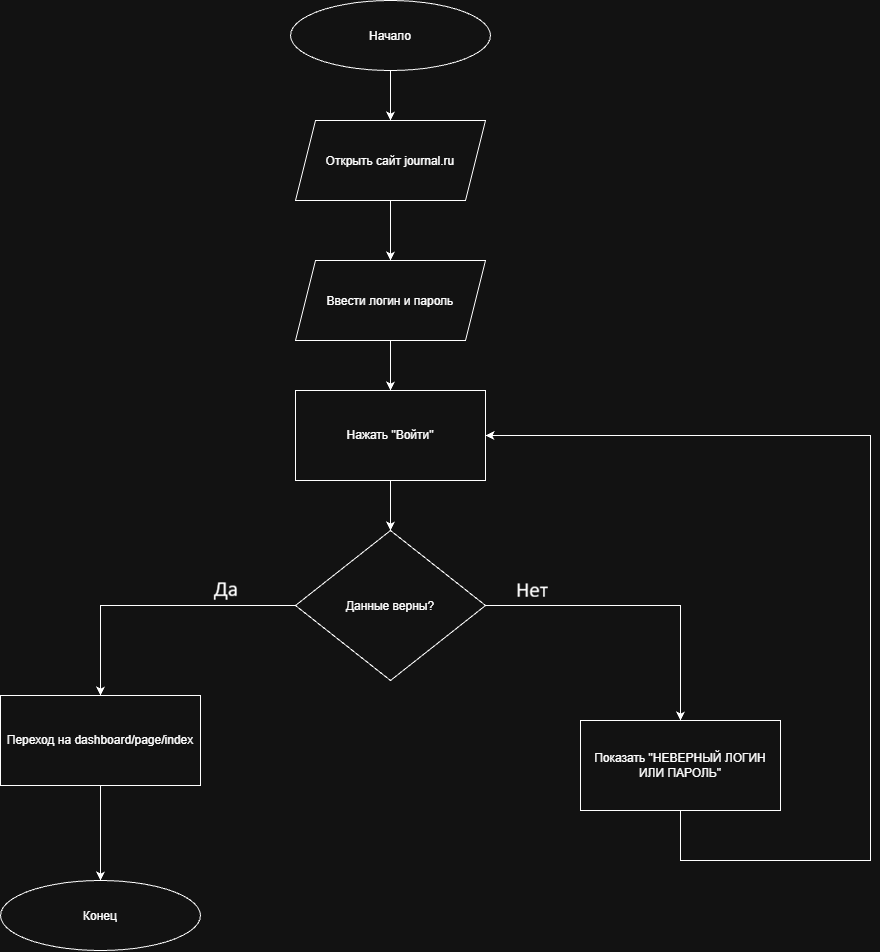 Начало
Открыть сайт journal.ru
Ввести логин и пароль
Нажать "Войти"
Данные верны?
Да
Нет
Переход на dashboard/page/index
Показать "НЕВЕРНЫЙ ЛОГИН
ИЛИ ПАРОЛЬ"
Конец